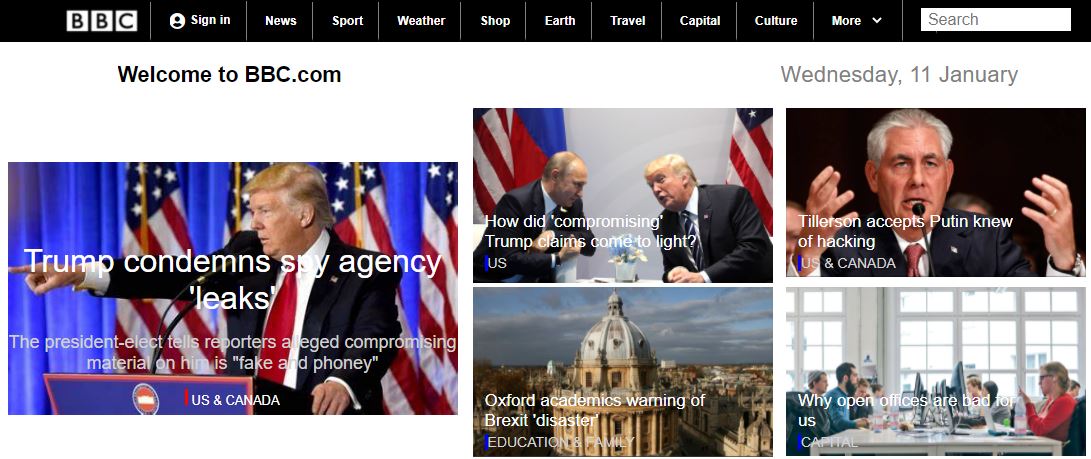 BBC
Sign in
News
Sport
Weather
Shop
Earth
Travel
Capital
Culture
More
Search
Welcome to BBC.com
Wednesday, 11 January
Trump condemns spy agency
'leaks'
The president-elect tells reporters alleged compromising
material on him is "fake and phoney"
US & CANADA
How did 'compromising'
Trump claims come to light?
US
Tillerson accepts Putin knew
of hacking
US & CANADA
Oxford academics warning of
Brexit 'disaster'
EDUCATION & FAMILY
Why open offices are bad for
us
CAPITAL